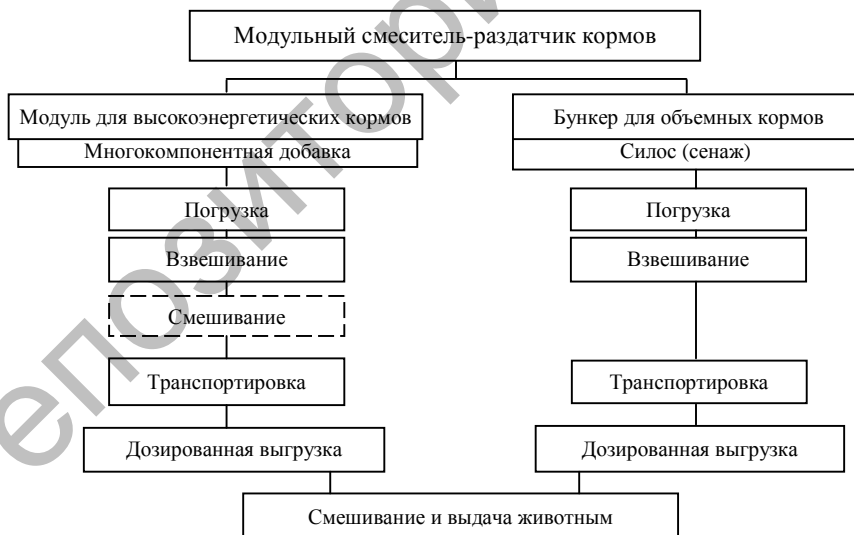 Модульный смеситель-раздатчик кормов
Модуль для высокоэнергетических кормов
Многокомпонентная добавка
Погрузка
Взвешивание
Смешивание
Транспортировка
Дозированная выгрузка
Бункер для объемных кормов
Силос (сенаж)
Погрузка
Взвешивание
Транспортировка
Дозированная выгрузка
Смешивание и выдача животным
епозитори